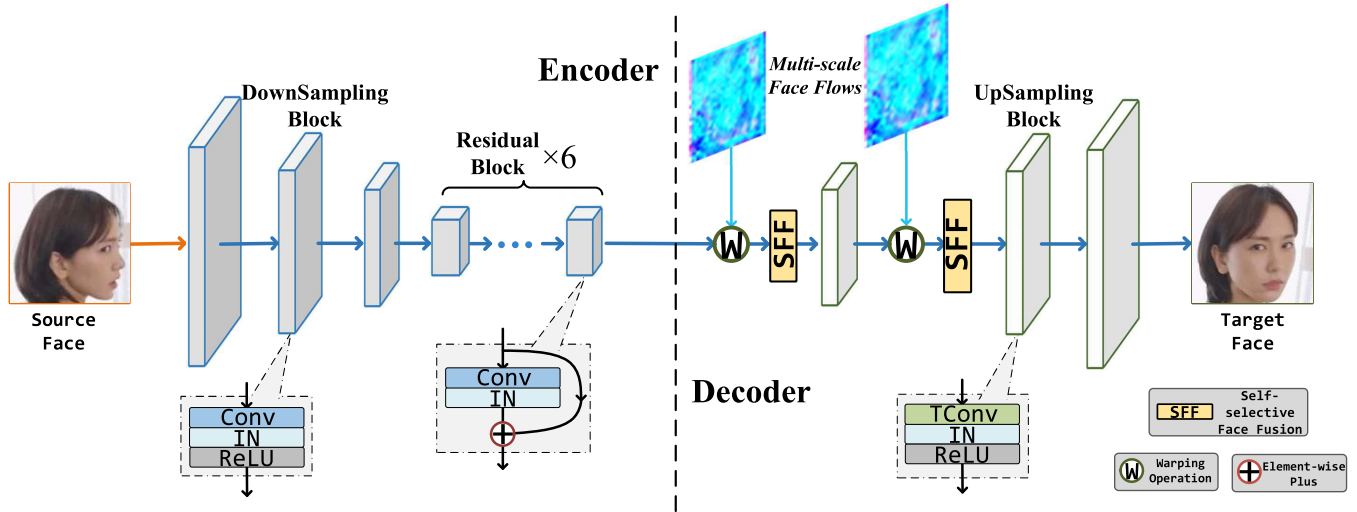 Encoder
DownSampling
Block
Residual
Block ×6
Multi-scale
Face Flows
UpSampling
Block
W
SFF
W
SFF
Source
Face
Target
Face
Conv
IN
ReLU
Conv
IN
Decoder
TConv
IN
ReLU
SFF
Self-
selective
Face Fusion
W
Warping
Operation
Element-wise
Plus